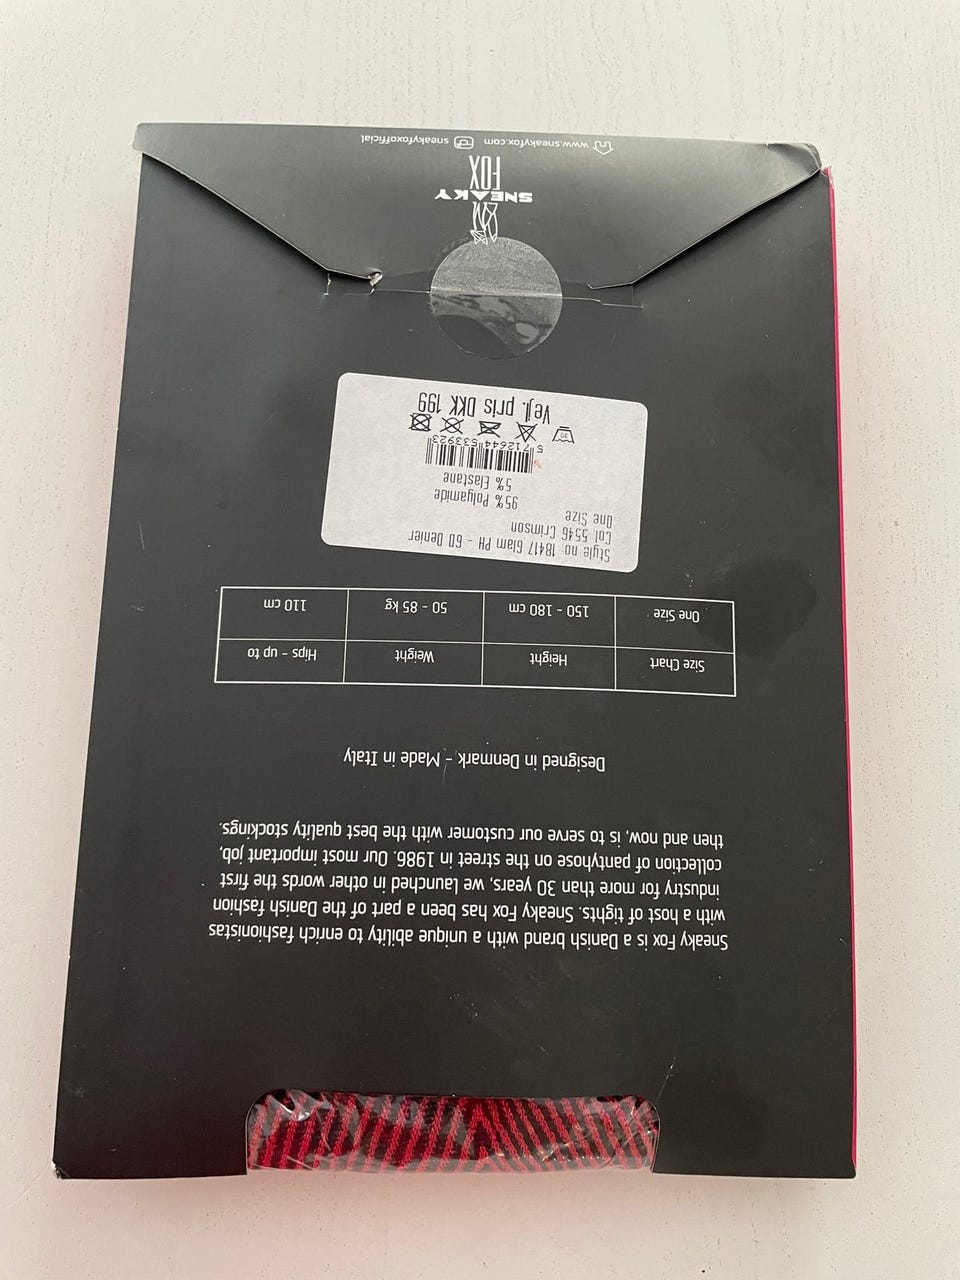 Sneaky Fox is a Danish brand with a unique ability to enrich fashionistas
with a host of tights. Sneaky Fox has been a part of the Danish fashion
industry for more than 30 years, we launched in other words the first
collection of pantyhose on the street in 1986. Our most important job,
then and now, is to serve our customer with the best quality stockings.
Designed in Denmark - Made in Italy
Size Chart Height Weight Hips - up to
One Size 150 - 180 cm 50 - 85 kg 110 cm
Style no: 18417 Glam PH - 60 Denier
Col. 5546 Crimson
One Size
95% Polyamide
5% Elastane
5 712644 533923
30
Vejl. pris DKK 199
SNEAKY
FOX
www.sneakyfox.com sneakyfoxofficial